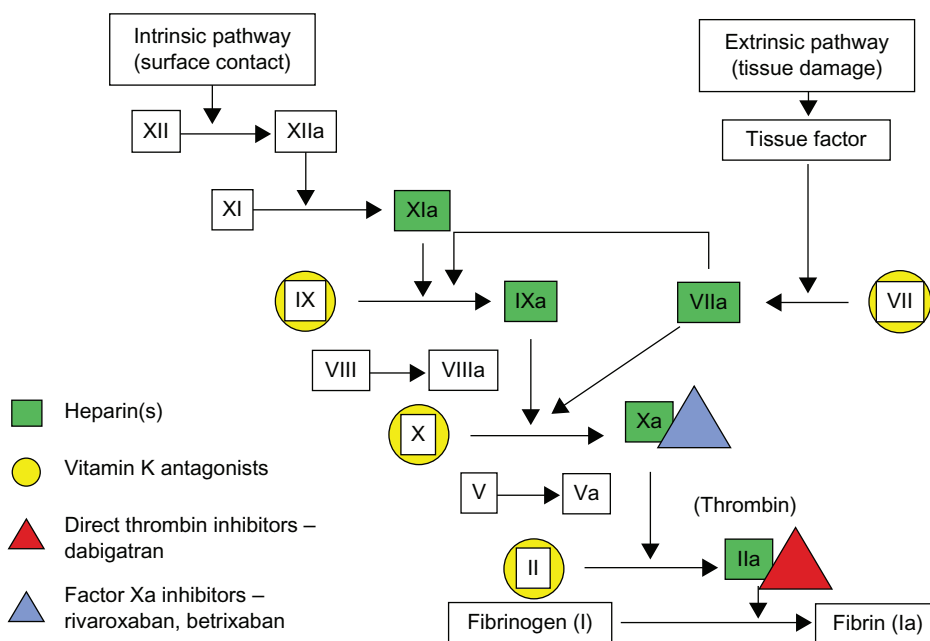 Intrinsic pathway
(surface contact)
Extrinsic pathway
(tissue damage)
XII
XIIa
Tissue factor
XI
XIa
IX
IXa
VIIa
VII
VIII
VIIIa
Heparin(s)
X
Xa
Vitamin K antagonists
V
Va
(Thrombin)
Direct thrombin inhibitors –
dabigatran
II
IIa
Factor Xa inhibitors –
rivaroxaban, betrixaban
Fibrinogen (I)
Fibrin (Ia)